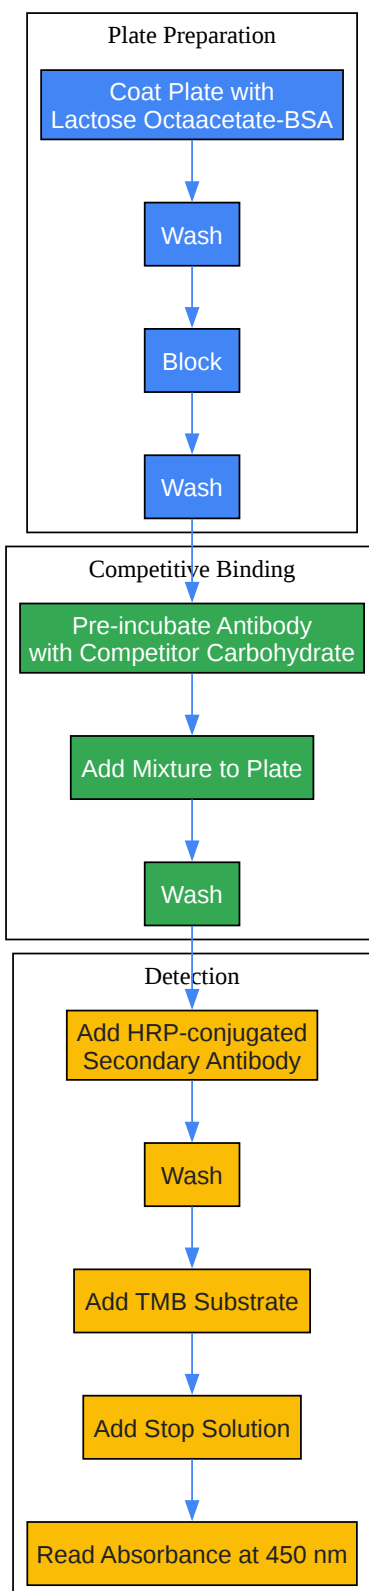 Plate Preparation
Coat Plate with
Lactose Octaacetate-BSA
Wash
Block
Wash
Competitive Binding
Pre-incubate Antibody
with Competitor Carbohydrate
Add Mixture to Plate
Wash
Detection
Add HRP-conjugated
Secondary Antibody
Wash
Add TMB Substrate
Add Stop Solution
Read Absorbance at 450 nm